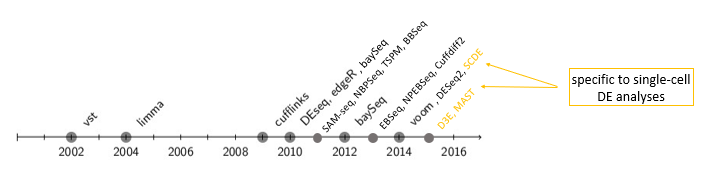 vst
limma
cufflinks
DEseq, edgeR , baySeq
SAM-seq, NBPSeq, TSPM, BBSeq
baySeq
EBSeq, NPEBSeq, Cuffdiff2
voom , DESeq2, SCDE
D3E, MAST
specific to single-cell
DE analyses
2002 2004 2006 2008 2010 2012 2014 2016